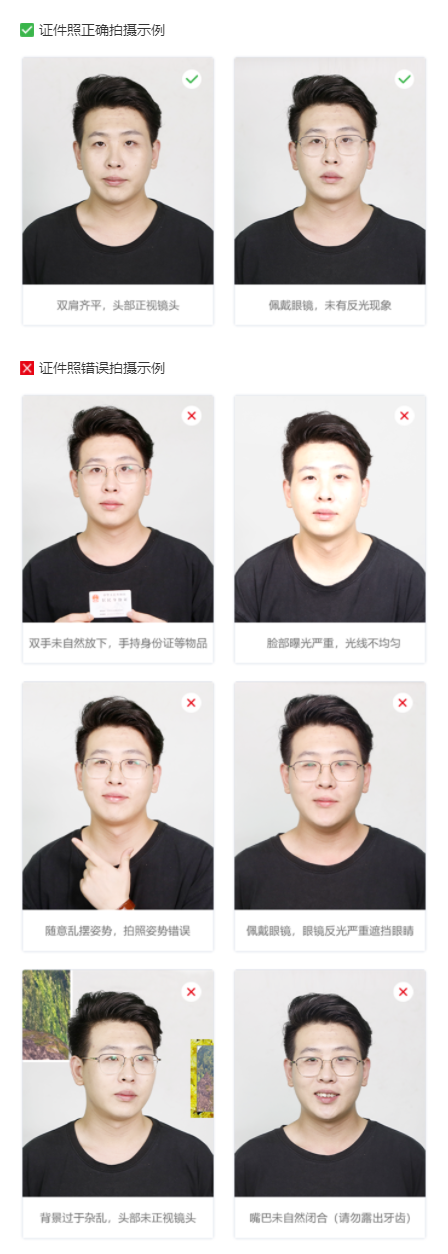 证件照正确拍摄示例
双肩齐平，头部正视镜头
佩戴眼镜，未有反光现象
证件照错误拍摄示例
双手未自然放下，手持身份证等物品
脸部曝光严重，光线不均匀
随意乱摆姿势，拍照姿势错误
佩戴眼镜，眼镜反光严重遮挡眼睛
背景过于杂乱，头部未正视镜头
嘴巴未自然闭合（请勿露出牙齿）